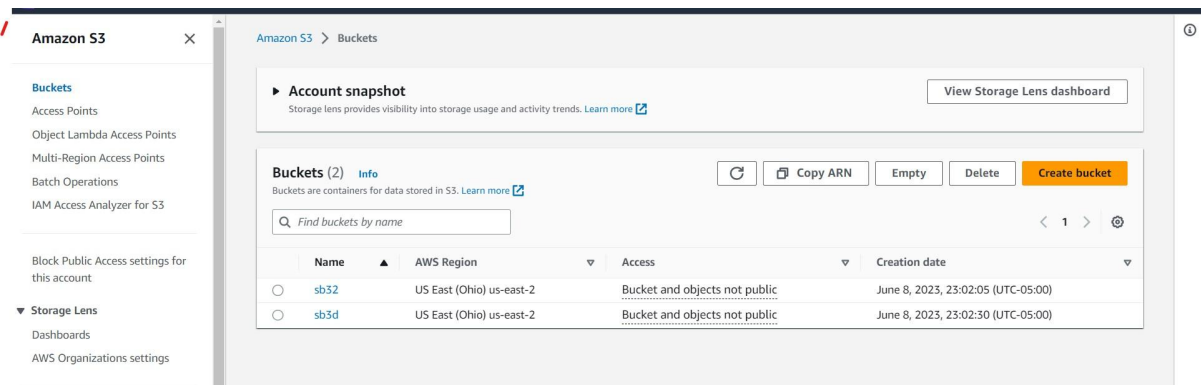 Amazon S3
Buckets
Access Points
Object Lambda Access Points
Multi-Region Access Points
Batch Operations
IAM Access Analyzer for S3
Block Public Access settings for
this account
Storage Lens
Dashboards
AWS Organizations settings
Amazon S3 > Buckets
Account snapshot
Storage lens provides visibility into storage usage and activity trends. Learn more
View Storage Lens dashboard
Buckets (2) Info
Buckets are containers for data stored in S3. Learn more
Copy ARN Empty Delete Create bucket
Find buckets by name
1
Name AWS Region Access Creation date
sb32 US East (Ohio) us-east-2 Bucket and objects not public June 8, 2023, 23:02:05 (UTC-05:00)
sb3d US East (Ohio) us-east-2 Bucket and objects not public June 8, 2023, 23:02:30 (UTC-05:00)